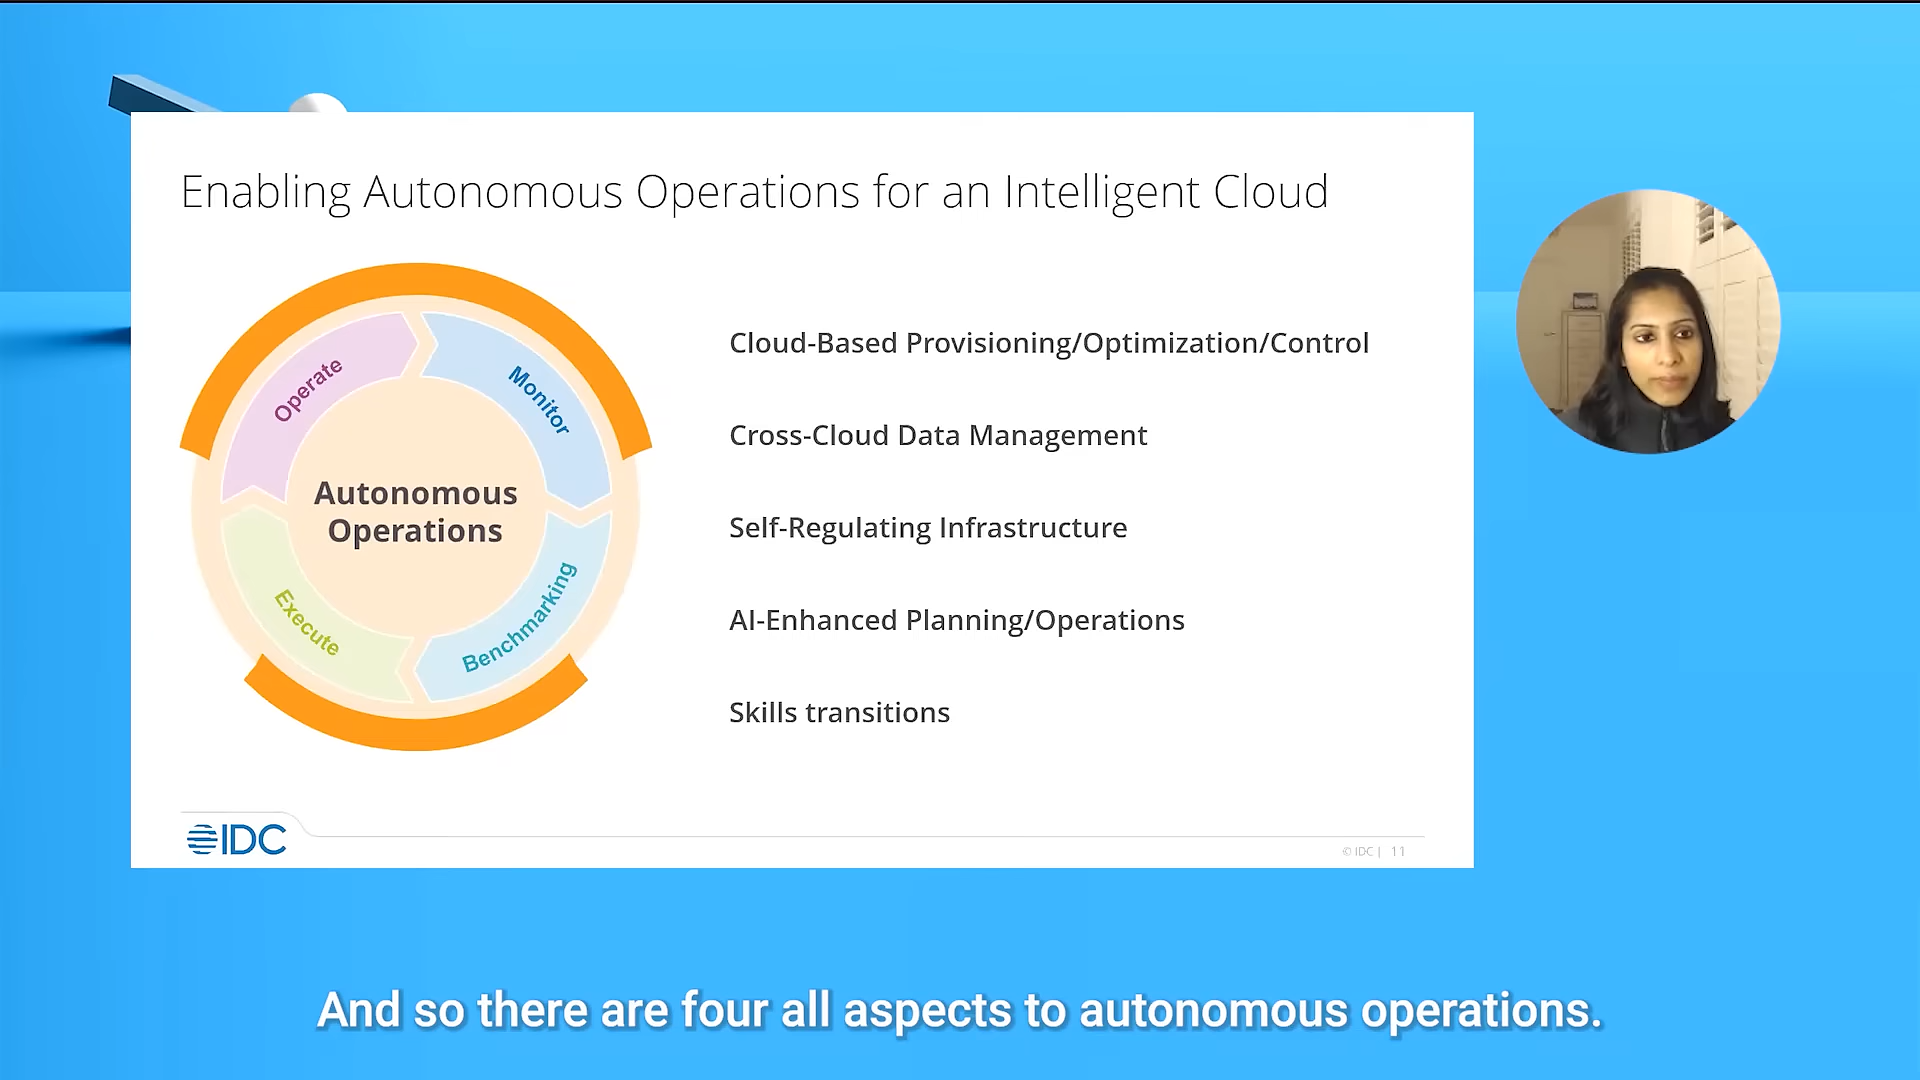 Enabling Autonomous Operations for an Intelligent Cloud
Operate
Monitor
Autonomous
Operations
Execute
Benchmarking
Cloud-Based Provisioning/Optimization/Control
Cross-Cloud Data Management
Self-Regulating Infrastructure
AI-Enhanced Planning/Operations
Skills transitions
IDC
© IDC | 11
And so there are four all aspects to autonomous operations.